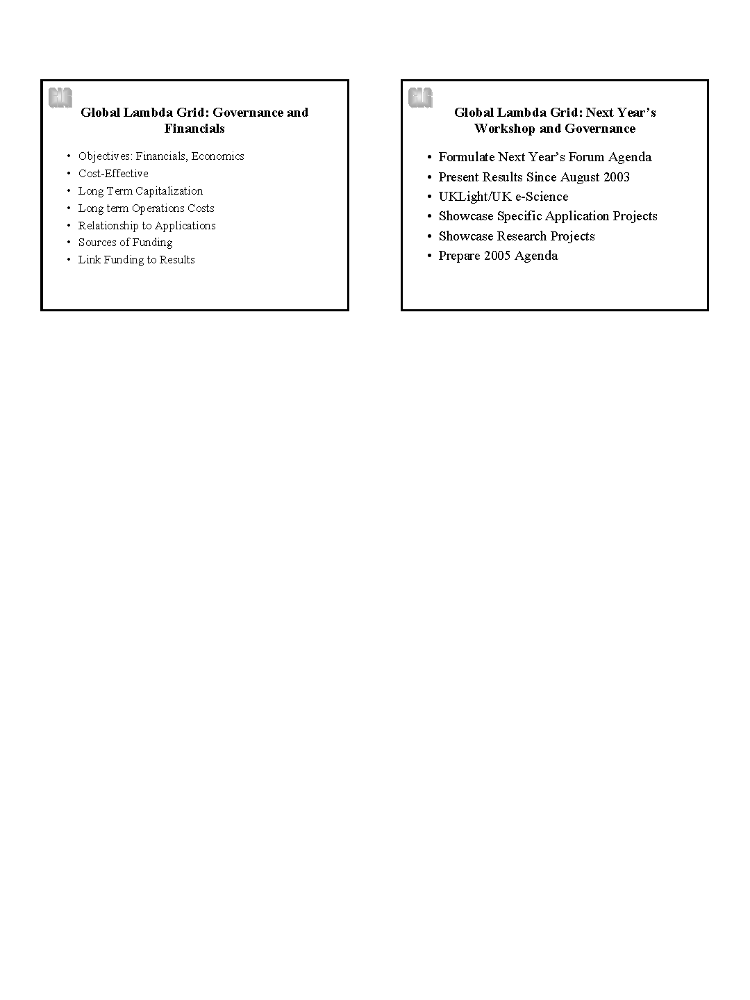 Global Lambda Grid: Governance and
Financials
• Objectives: Financials, Economics
• Cost-Effective
• Long Term Capitalization
• Long term Operations Costs
• Relationship to Applications
• Sources of Funding
• Link Funding to Results
Global Lambda Grid: Next Year’s
Workshop and Governance
• Formulate Next Year’s Forum Agenda
• Present Results Since August 2003
• UKLight/UK e-Science
• Showcase Specific Application Projects
• Showcase Research Projects
• Prepare 2005 Agenda